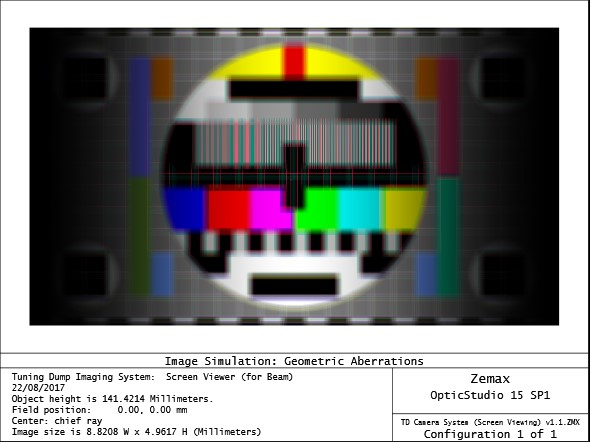 Image Simulation: Geometric Aberrations
Tuning Dump Imaging System: Screen Viewer (for Beam)
22/08/2017
Object height is 141.4214 Millimeters.
Field position: 0.00, 0.00 mm
Center: chief ray
Image size is 8.8208 W x 4.9617 H (Millimeters)
Zemax
OpticStudio 15 SP1
TD Camera System (Screen Viewing) v1.1.ZMX
Configuration 1 of 1